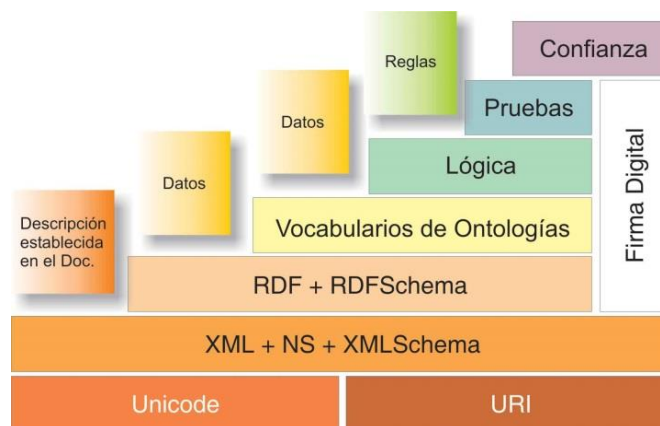 Confianza
Reglas
Pruebas
Datos
Lógica
Firma Digital
Datos
Vocabularios de Ontologías
Descripción
establecida
en el Doc.
RDF + RDFSchema
XML + NS + XMLSchema
Unicode
URI